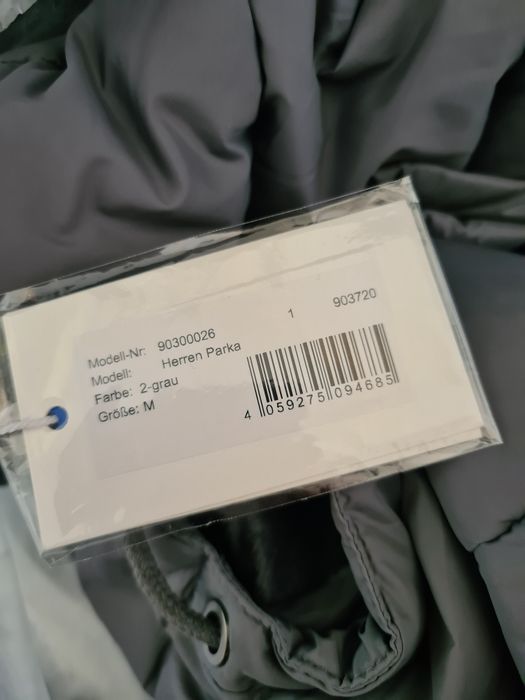 Modell-Nr: 90300026 1 903720
Modell: Herren Parka
Farbe: 2-grau
Größe: M
4 059275 094685